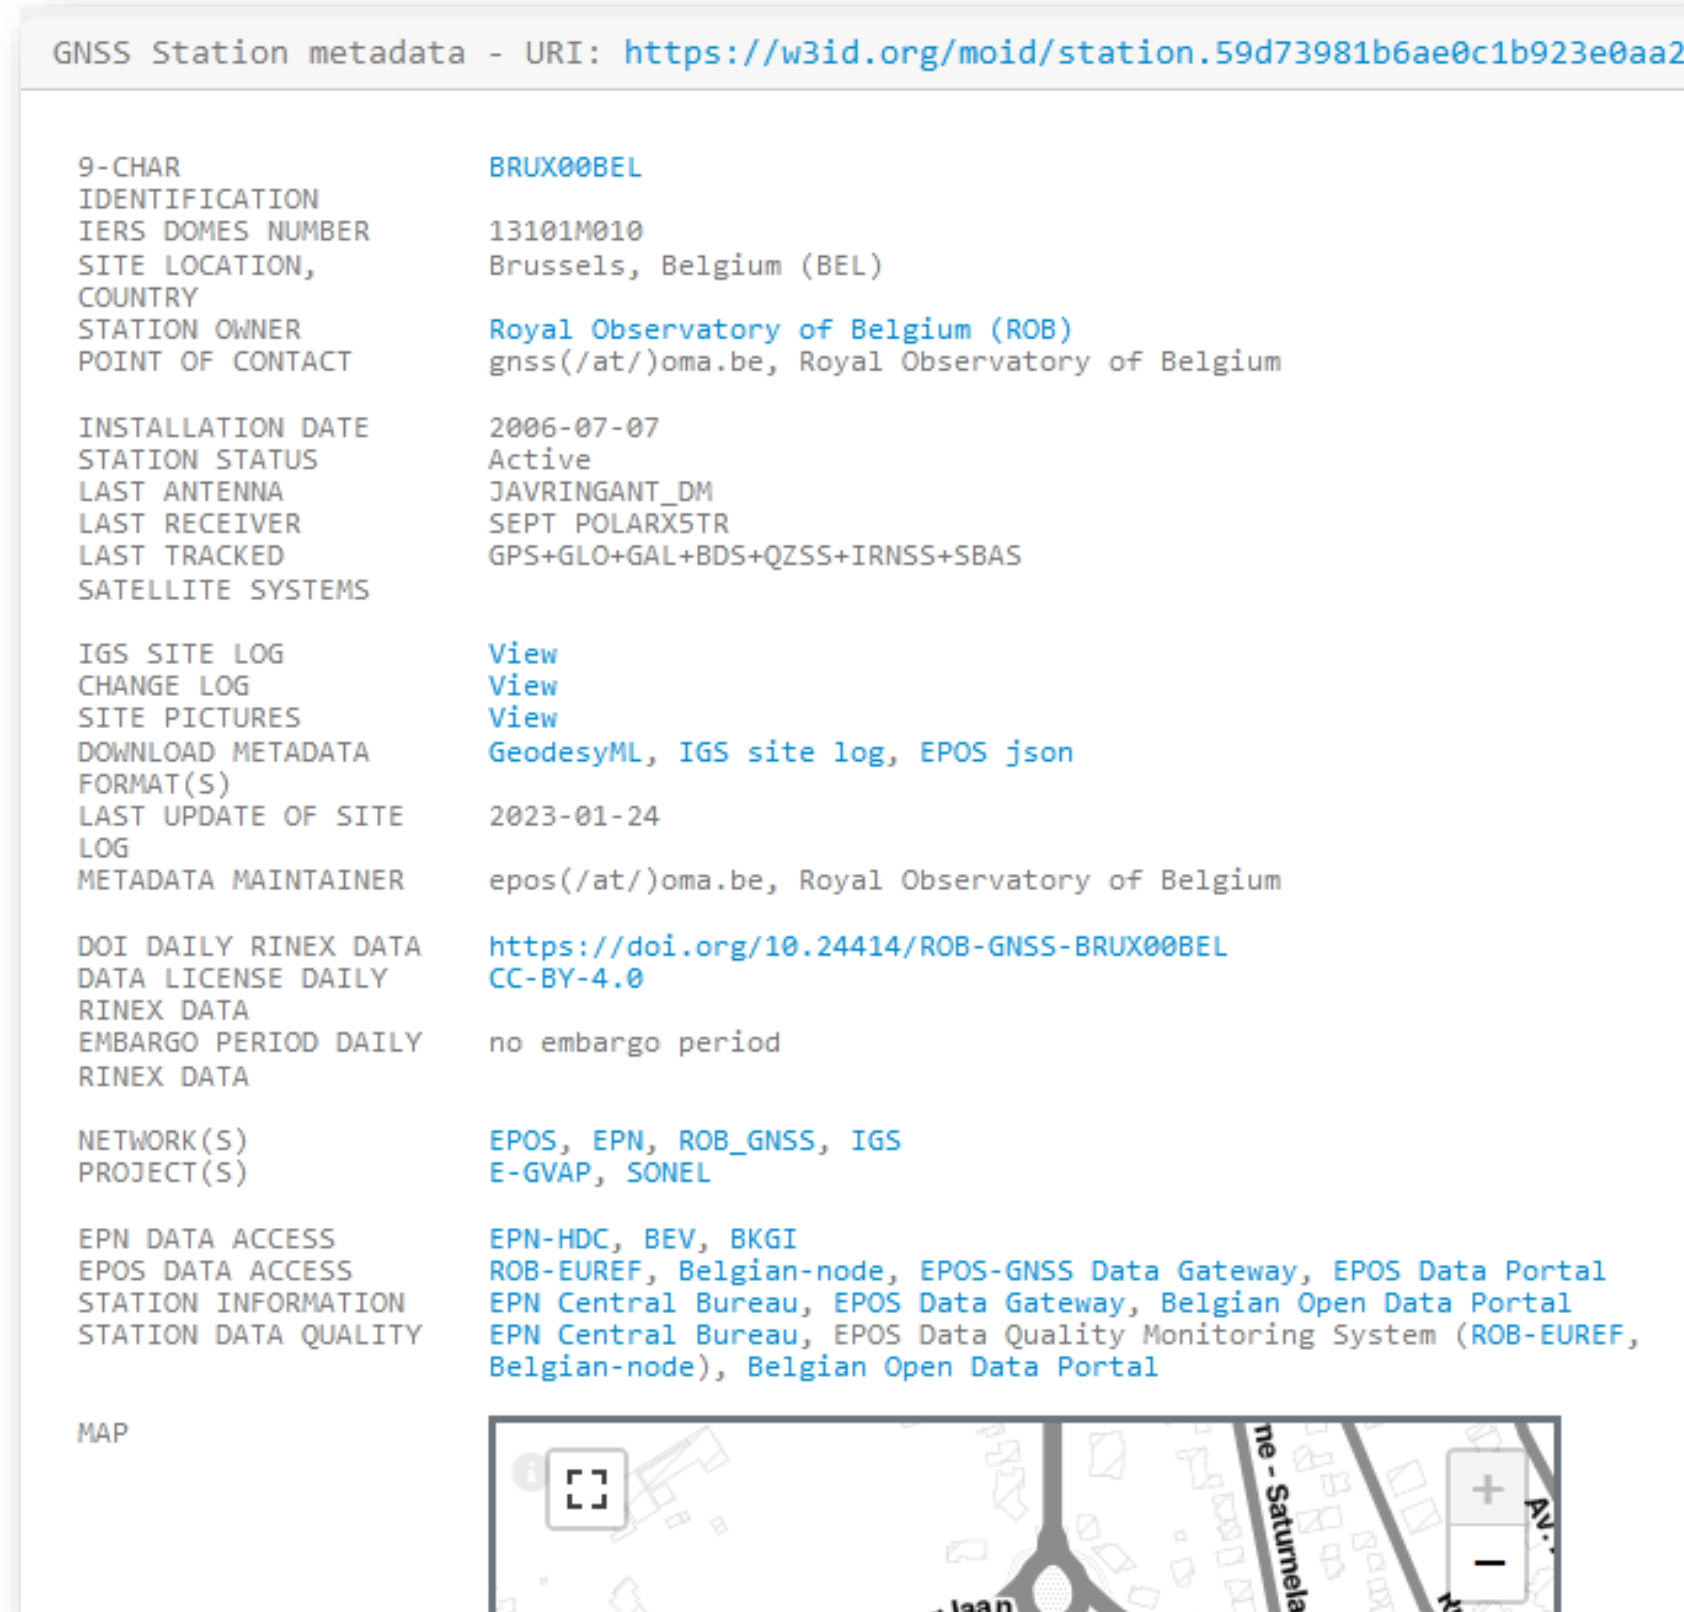 GNSS Station metadata - URI: https://w3id.org/moid/station.59d73981b6ae0c1b923e0aa2
9-CHAR IDENTIFICATION BRUX00BEL
IERS DOMES NUMBER 13101M010
SITE LOCATION, COUNTRY Brussels, Belgium (BEL)
STATION OWNER Royal Observatory of Belgium (ROB)
POINT OF CONTACT gnss(/at/)oma.be, Royal Observatory of Belgium
INSTALLATION DATE 2006-07-07
STATION STATUS Active
LAST ANTENNA JAVRINGANT_DM
LAST RECEIVER SEPT POLARX5TR
LAST TRACKED SATELLITE SYSTEMS GPS+GLO+GAL+BDS+QZSS+IRNSS+SBAS
IGS SITE LOG View
CHANGE LOG View
SITE PICTURES View
DOWNLOAD METADATA FORMAT(S) GeodesyML, IGS site log, EPOS json
LAST UPDATE OF SITE LOG 2023-01-24
METADATA MAINTAINER epos(/at/)oma.be, Royal Observatory of Belgium
DOI DAILY RINEX DATA https://doi.org/10.24414/ROB-GNSS-BRUX00BEL
DATA LICENSE DAILY RINEX DATA CC-BY-4.0
EMBARGO PERIOD DAILY RINEX DATA no embargo period
NETWORK(S) EPOS, EPN, ROB_GNSS, IGS
PROJECT(S) E-GVAP, SONEL
EPN DATA ACCESS EPN-HDC, BEV, BKGI
EPOS DATA ACCESS ROB-EUREF, Belgian-node, EPOS-GNSS Data Gateway, EPOS Data Portal
STATION INFORMATION EPN Central Bureau, EPOS Data Gateway, Belgian Open Data Portal
STATION DATA QUALITY EPN Central Bureau, EPOS Data Quality Monitoring System (ROB-EUREF,
Belgian-node), Belgian Open Data Portal
MAP
ne - Saturnela
Av.
laan